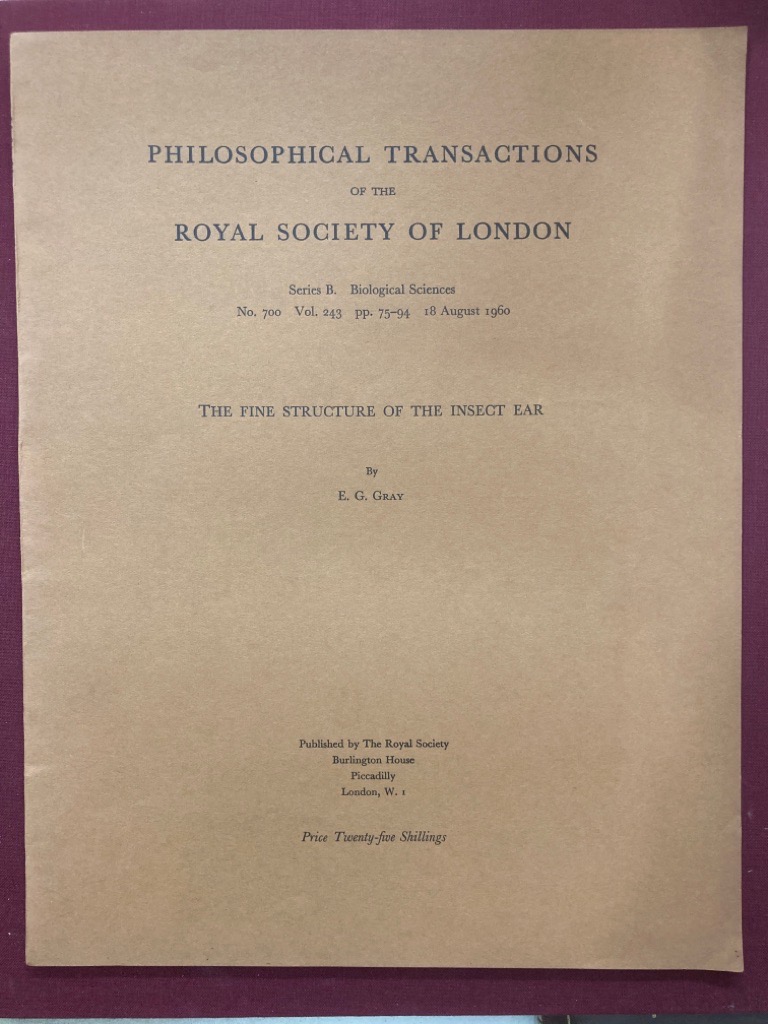 PHILOSOPHICAL TRANSACTIONS
OF THE
ROYAL SOCIETY OF LONDON
Series B. Biological Sciences
No. 700 Vol. 243 pp. 75–94 18 August 1960
THE FINE STRUCTURE OF THE INSECT EAR
By
E. G. GRAY
Published by The Royal Society
Burlington House
Piccadilly
London, W. 1
Price Twenty-five Shillings